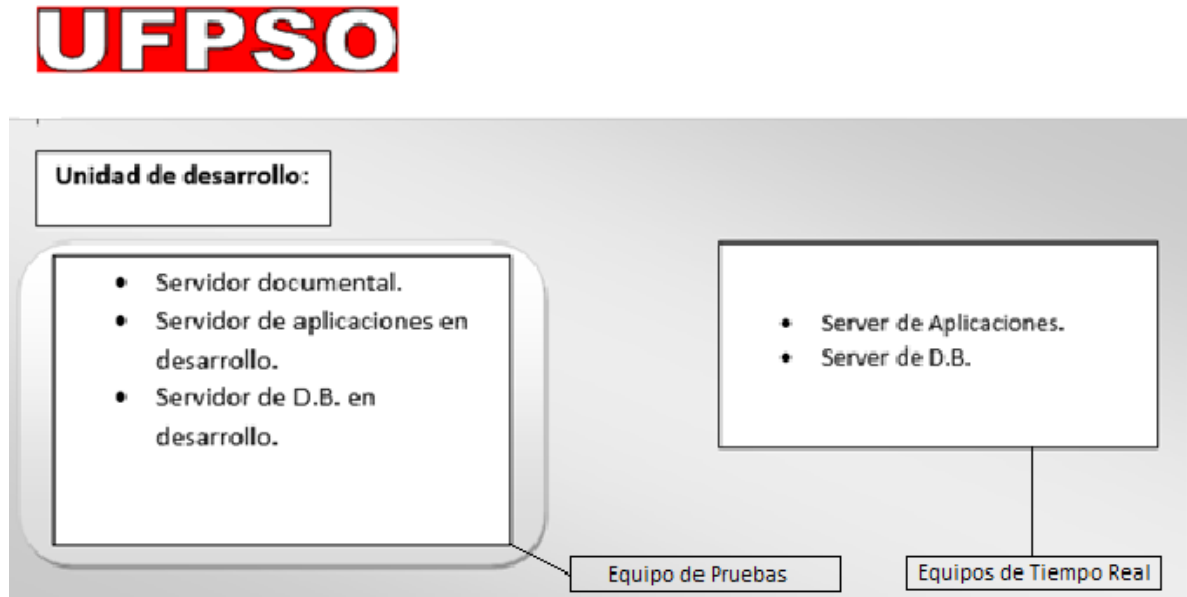 UFPSO
Unidad de desarrollo:
• Servidor documental.
• Servidor de aplicaciones en
desarrollo.
• Servidor de D.B. en
desarrollo.
• Server de Aplicaciones.
• Server de D.B.
Equipo de Pruebas
Equipos de Tiempo Real